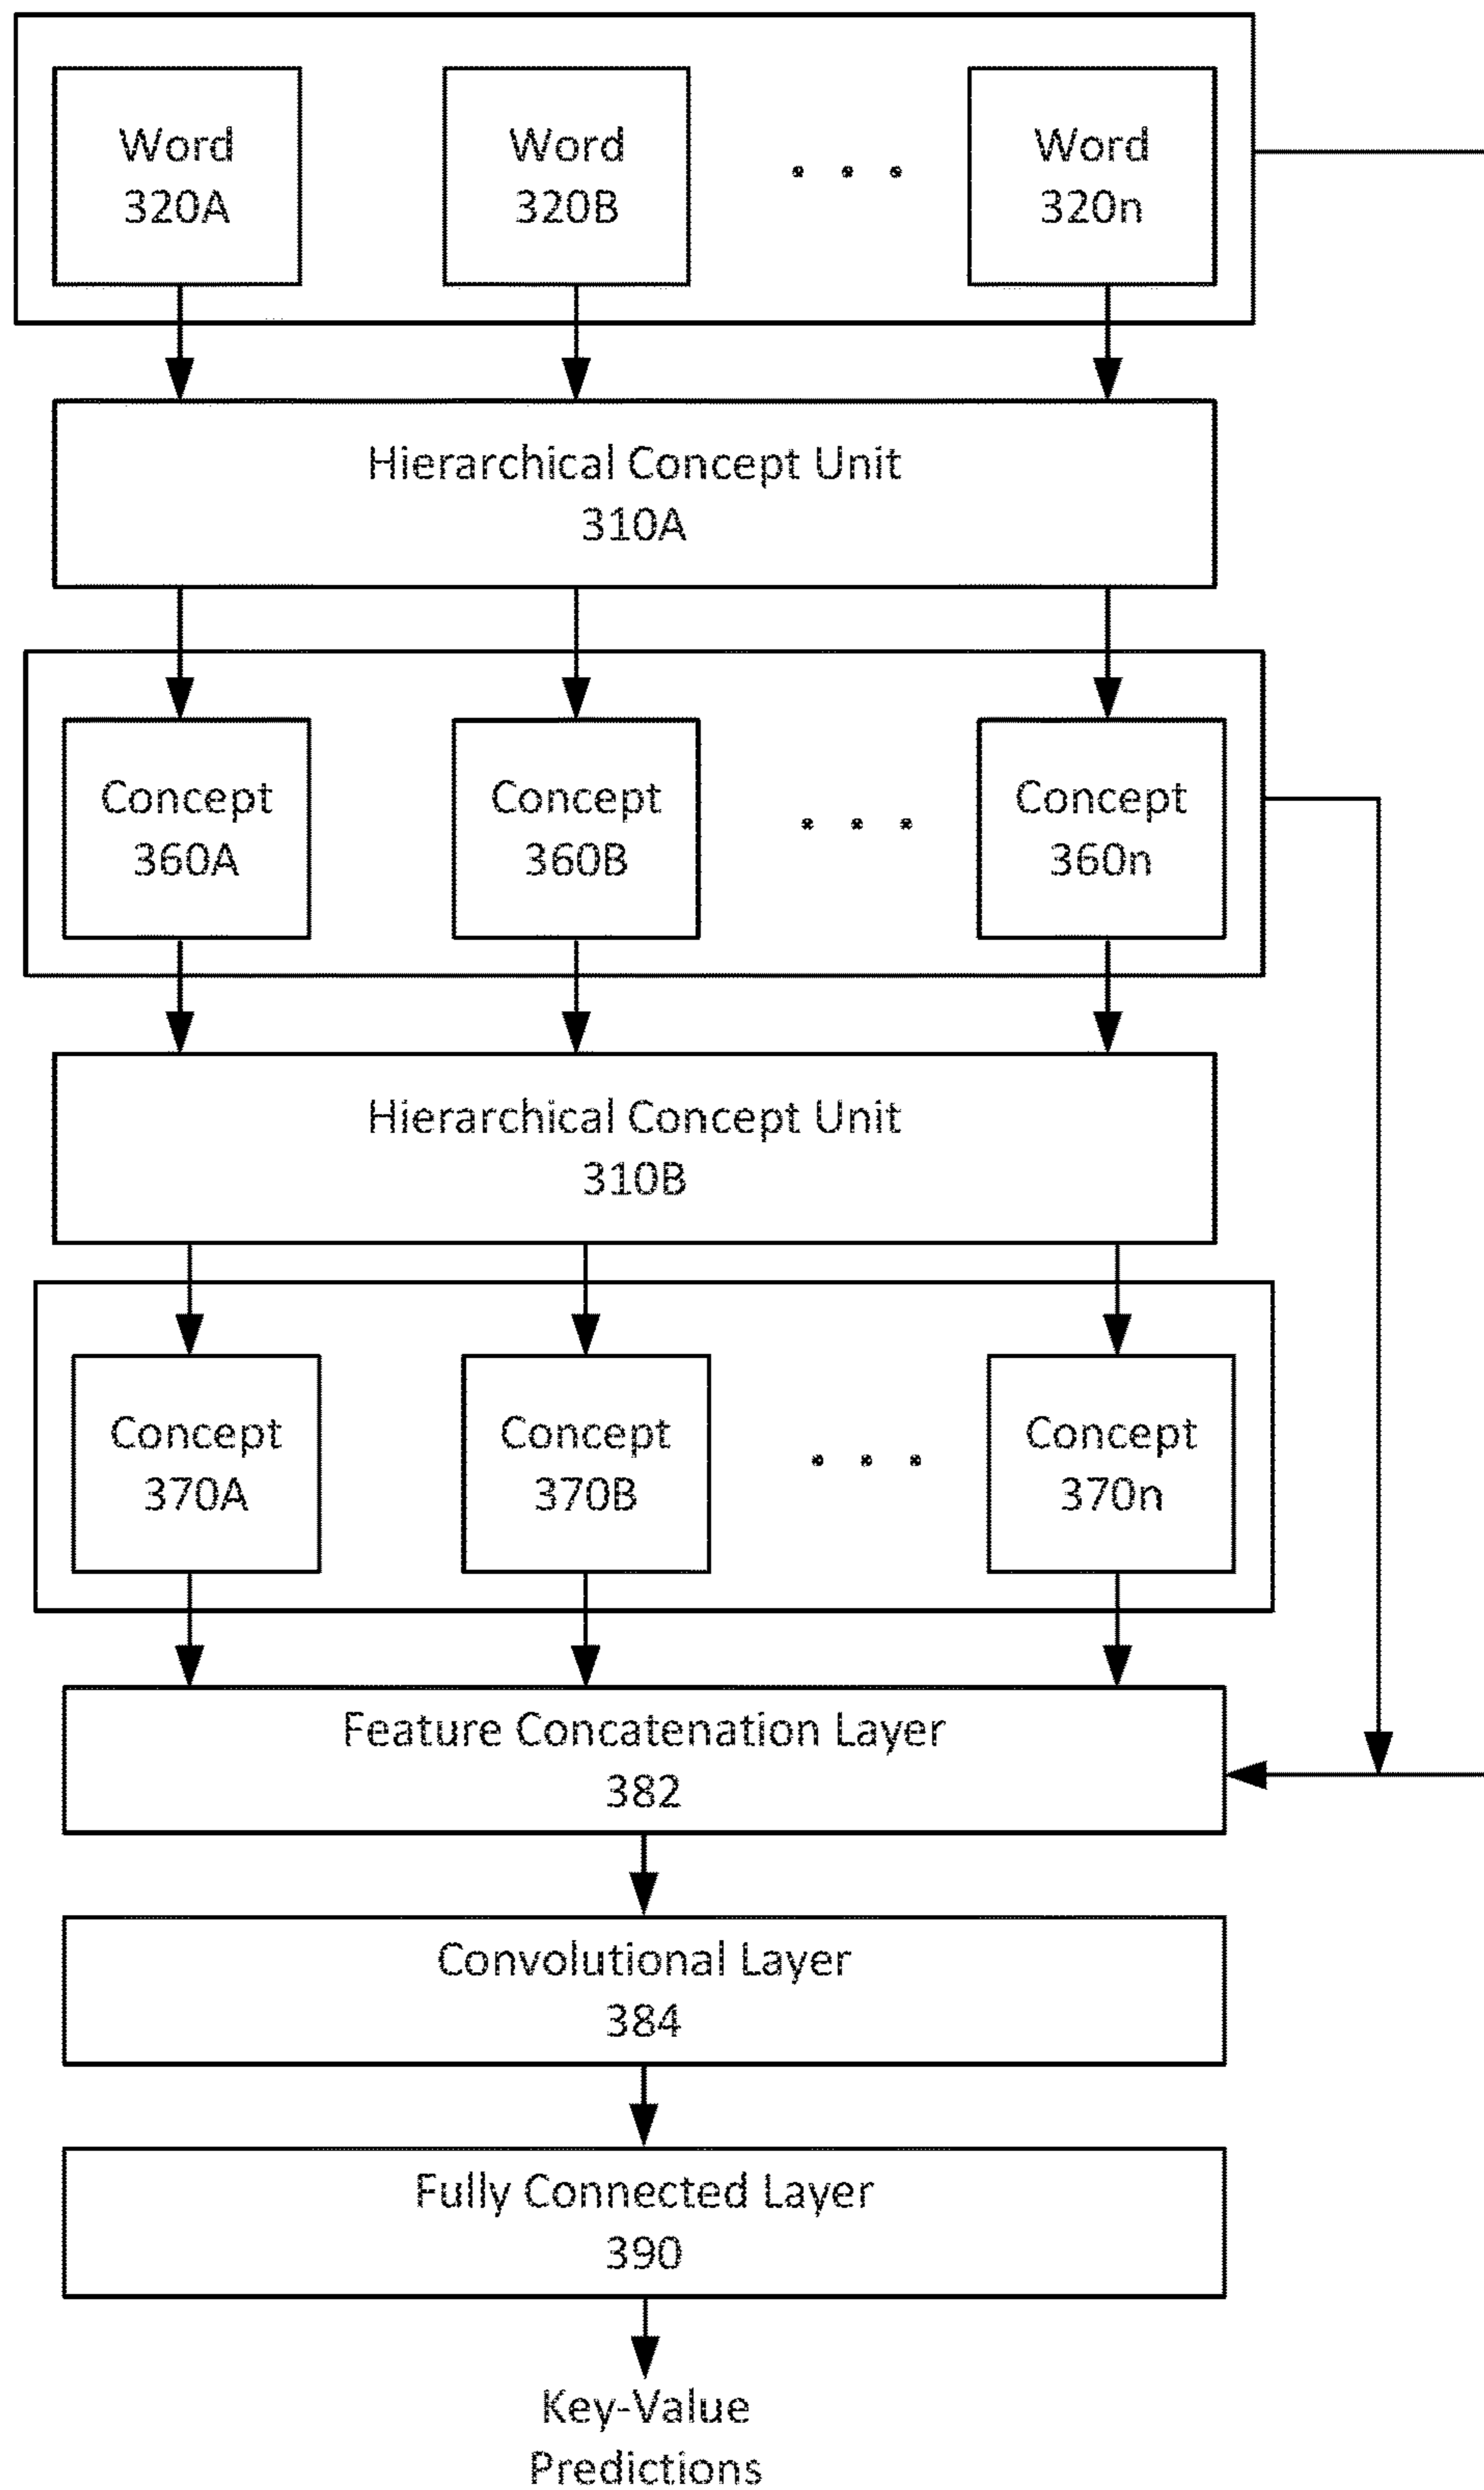 Word
320A
Word
320B
. . .
Word
320n
Hierarchical Concept Unit
310A
Concept
360A
Concept
360B
. . .
Concept
360n
Hierarchical Concept Unit
310B
Concept
370A
Concept
370B
. . .
Concept
370n
Feature Concatenation Layer
382
Convolutional Layer
384
Fully Connected Layer
390
Key-Value
Predictions